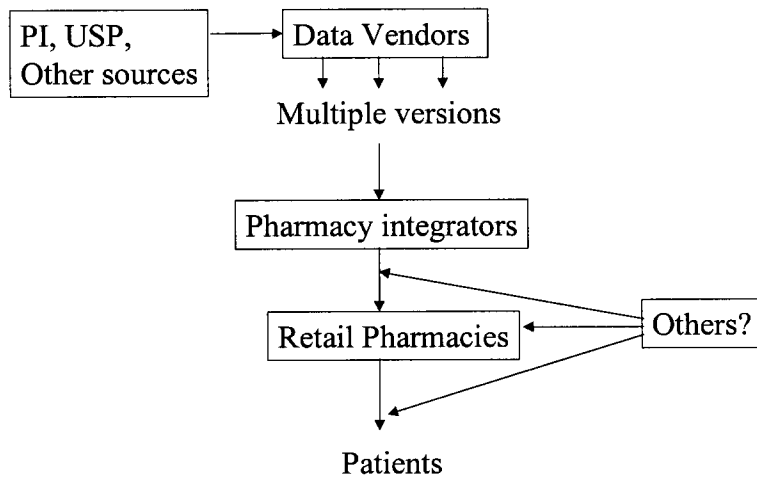 PI, USP,
Other sources
Data Vendors
Multiple versions
Pharmacy integrators
Retail Pharmacies
Others?
Patients